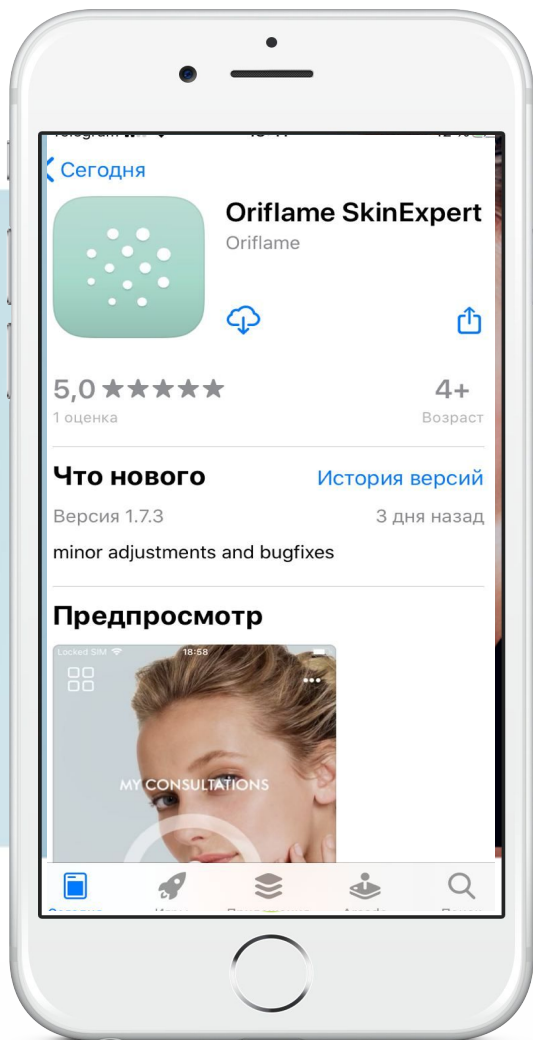 Сегодня
Oriflame SkinExpert
Oriflame
5,0 ★★★★★
4+
1 оценка
Возраст
Что нового
История версий
Версия 1.7.3
3 дня назад
minor adjustments and bugfixes
Предпросмотр
Locked SIM
18:58
MY CONSULTATIONS